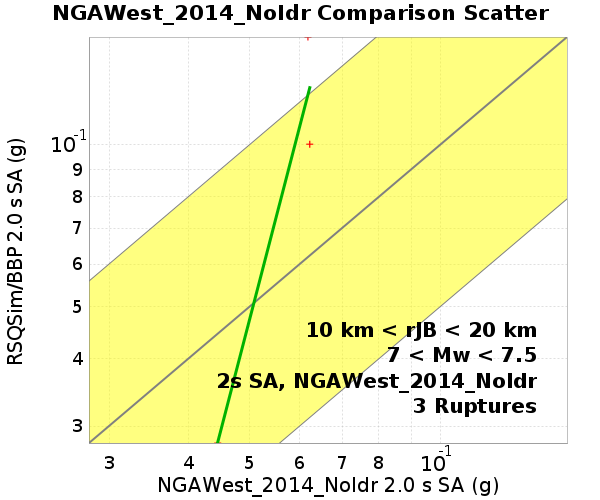 NGAWest_2014_NoIdr Comparison Scatter
RSQSim/BBP 2.0 s SA (g)
10-1
9
8
7
6
5
4
3
10 km < rJB < 20 km
7 < Mw < 7.5
2s SA, NGAWest_2014_NoIdr
3 Ruptures
3 4 5 6 7 8 10-1
NGAWest_2014_NoIdr 2.0 s SA (g)